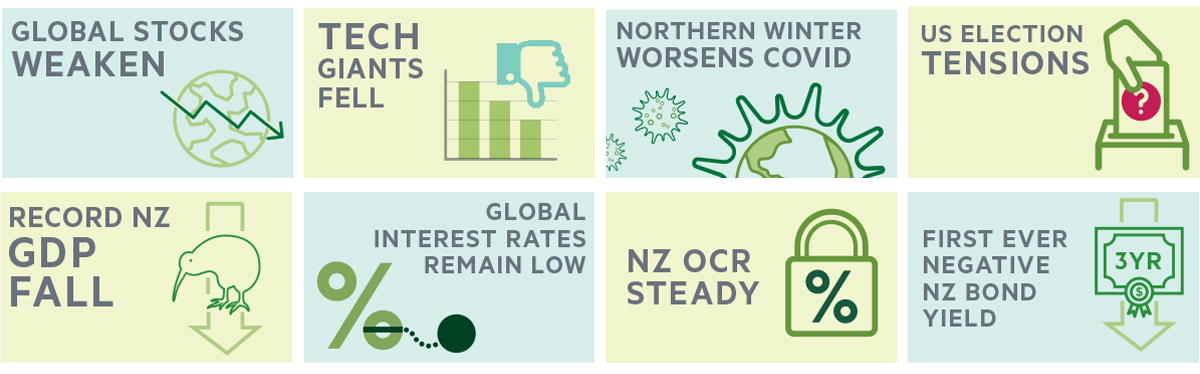 GLOBAL STOCKS
WEAKEN
TECH
GIANTS
FELL
NORTHERN WINTER
WORSENS COVID
US ELECTION
TENSIONS
?
RECORD NZ
GDP
FALL
GLOBAL
INTEREST RATES
REMAIN LOW
%
NZ OCR
STEADY
%
FIRST EVER
NEGATIVE
NZ BOND
YIELD
3YR
$